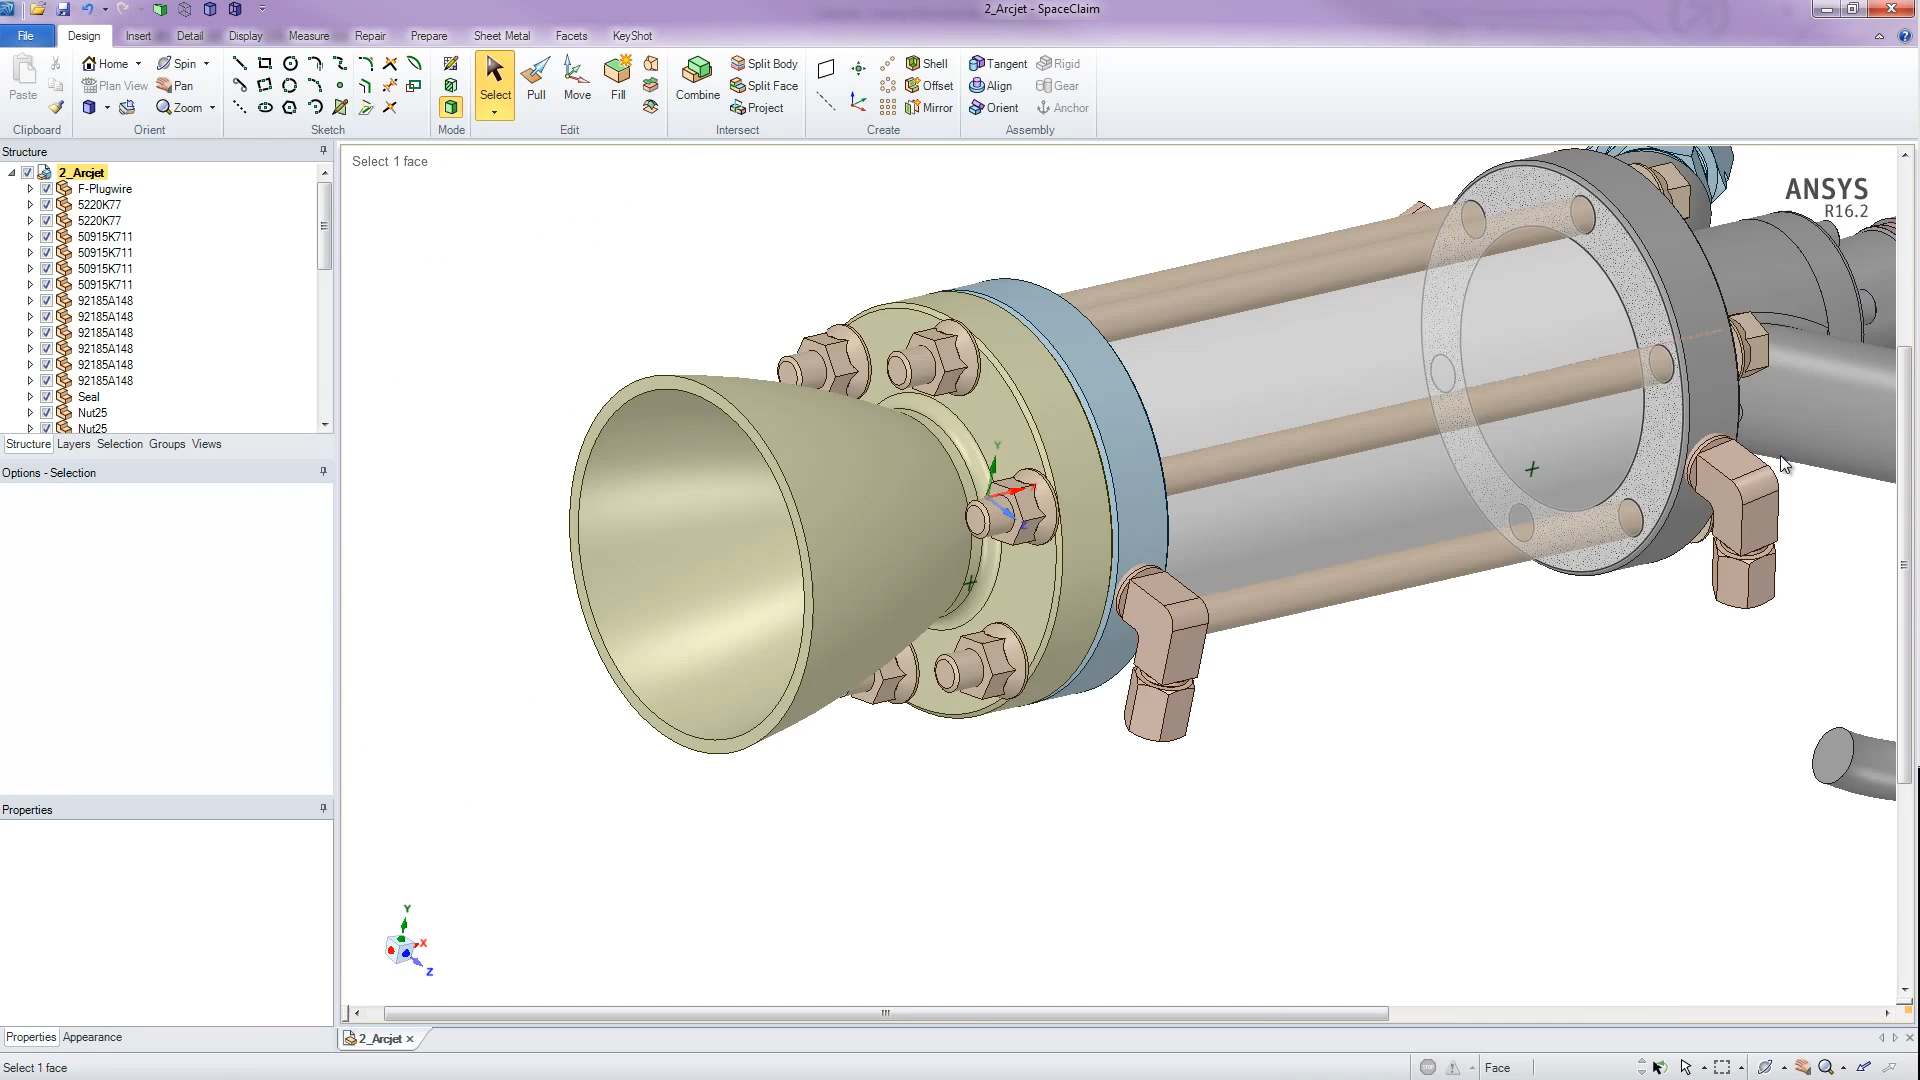 2_Arcjet - SpaceClaim
File Design Insert Detail Display Measure Repair Prepare Sheet Metal Facets KeyShot
Paste
Home
Plan View
Spin
Pan
Zoom
Select
Pull
Move
Fill
Combine
Split Body
Split Face
Project
Shell
Offset
Mirror
Tangent
Align
Orient
Rigid
Gear
Anchor
Clipboard Orient Sketch Mode Edit Intersect Create Assembly
Structure
2_Arcjet
F-Plugwire
5220K77
5220K77
50915K711
50915K711
50915K711
50915K711
92185A148
92185A148
92185A148
92185A148
92185A148
92185A148
Seal
Nut25
Nut25
Structure Layers Selection Groups Views
Options - Selection
Properties
Properties Appearance
Select 1 face
ANSYS
R16.2
Y
Z
Y
X
Z
2_Arcjet
Select 1 face
Face